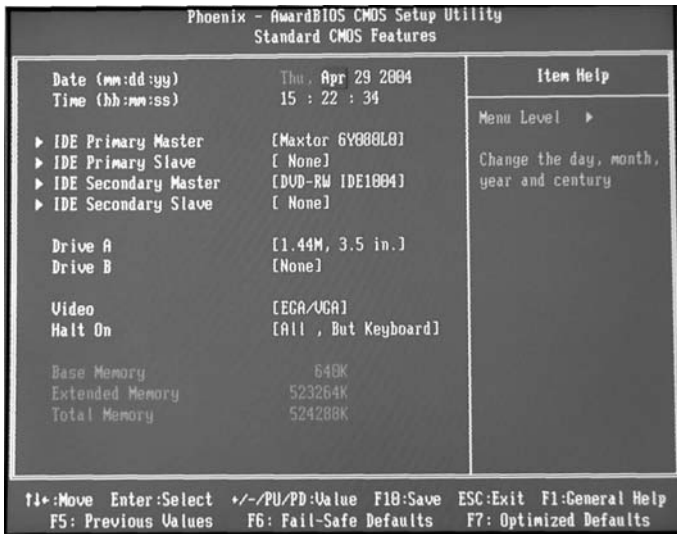 Phoenix - AwardBIOS CMOS Setup Utility
Standard CMOS Features
Date (mm:dd:yy) Thu, Apr 29 2004
Time (hh:mm:ss) 15 : 22 : 34
IDE Primary Master [Maxtor 6Y080L0]
IDE Primary Slave [ None]
IDE Secondary Master [DVD-RW IDE1004]
IDE Secondary Slave [ None]
Drive A [1.44M, 3.5 in.]
Drive B [None]
Video [EGA/VGA]
Halt On [All , But Keyboard]
Base Memory 640K
Extended Memory 523264K
Total Memory 524288K
Item Help
Menu Level ▶
Change the day, month,
year and century
↑↓←:Move Enter:Select +/-/PU/PD:Value F10:Save ESC:Exit F1:General Help
F5: Previous Values F6: Fail-Safe Defaults F7: Optimized Defaults